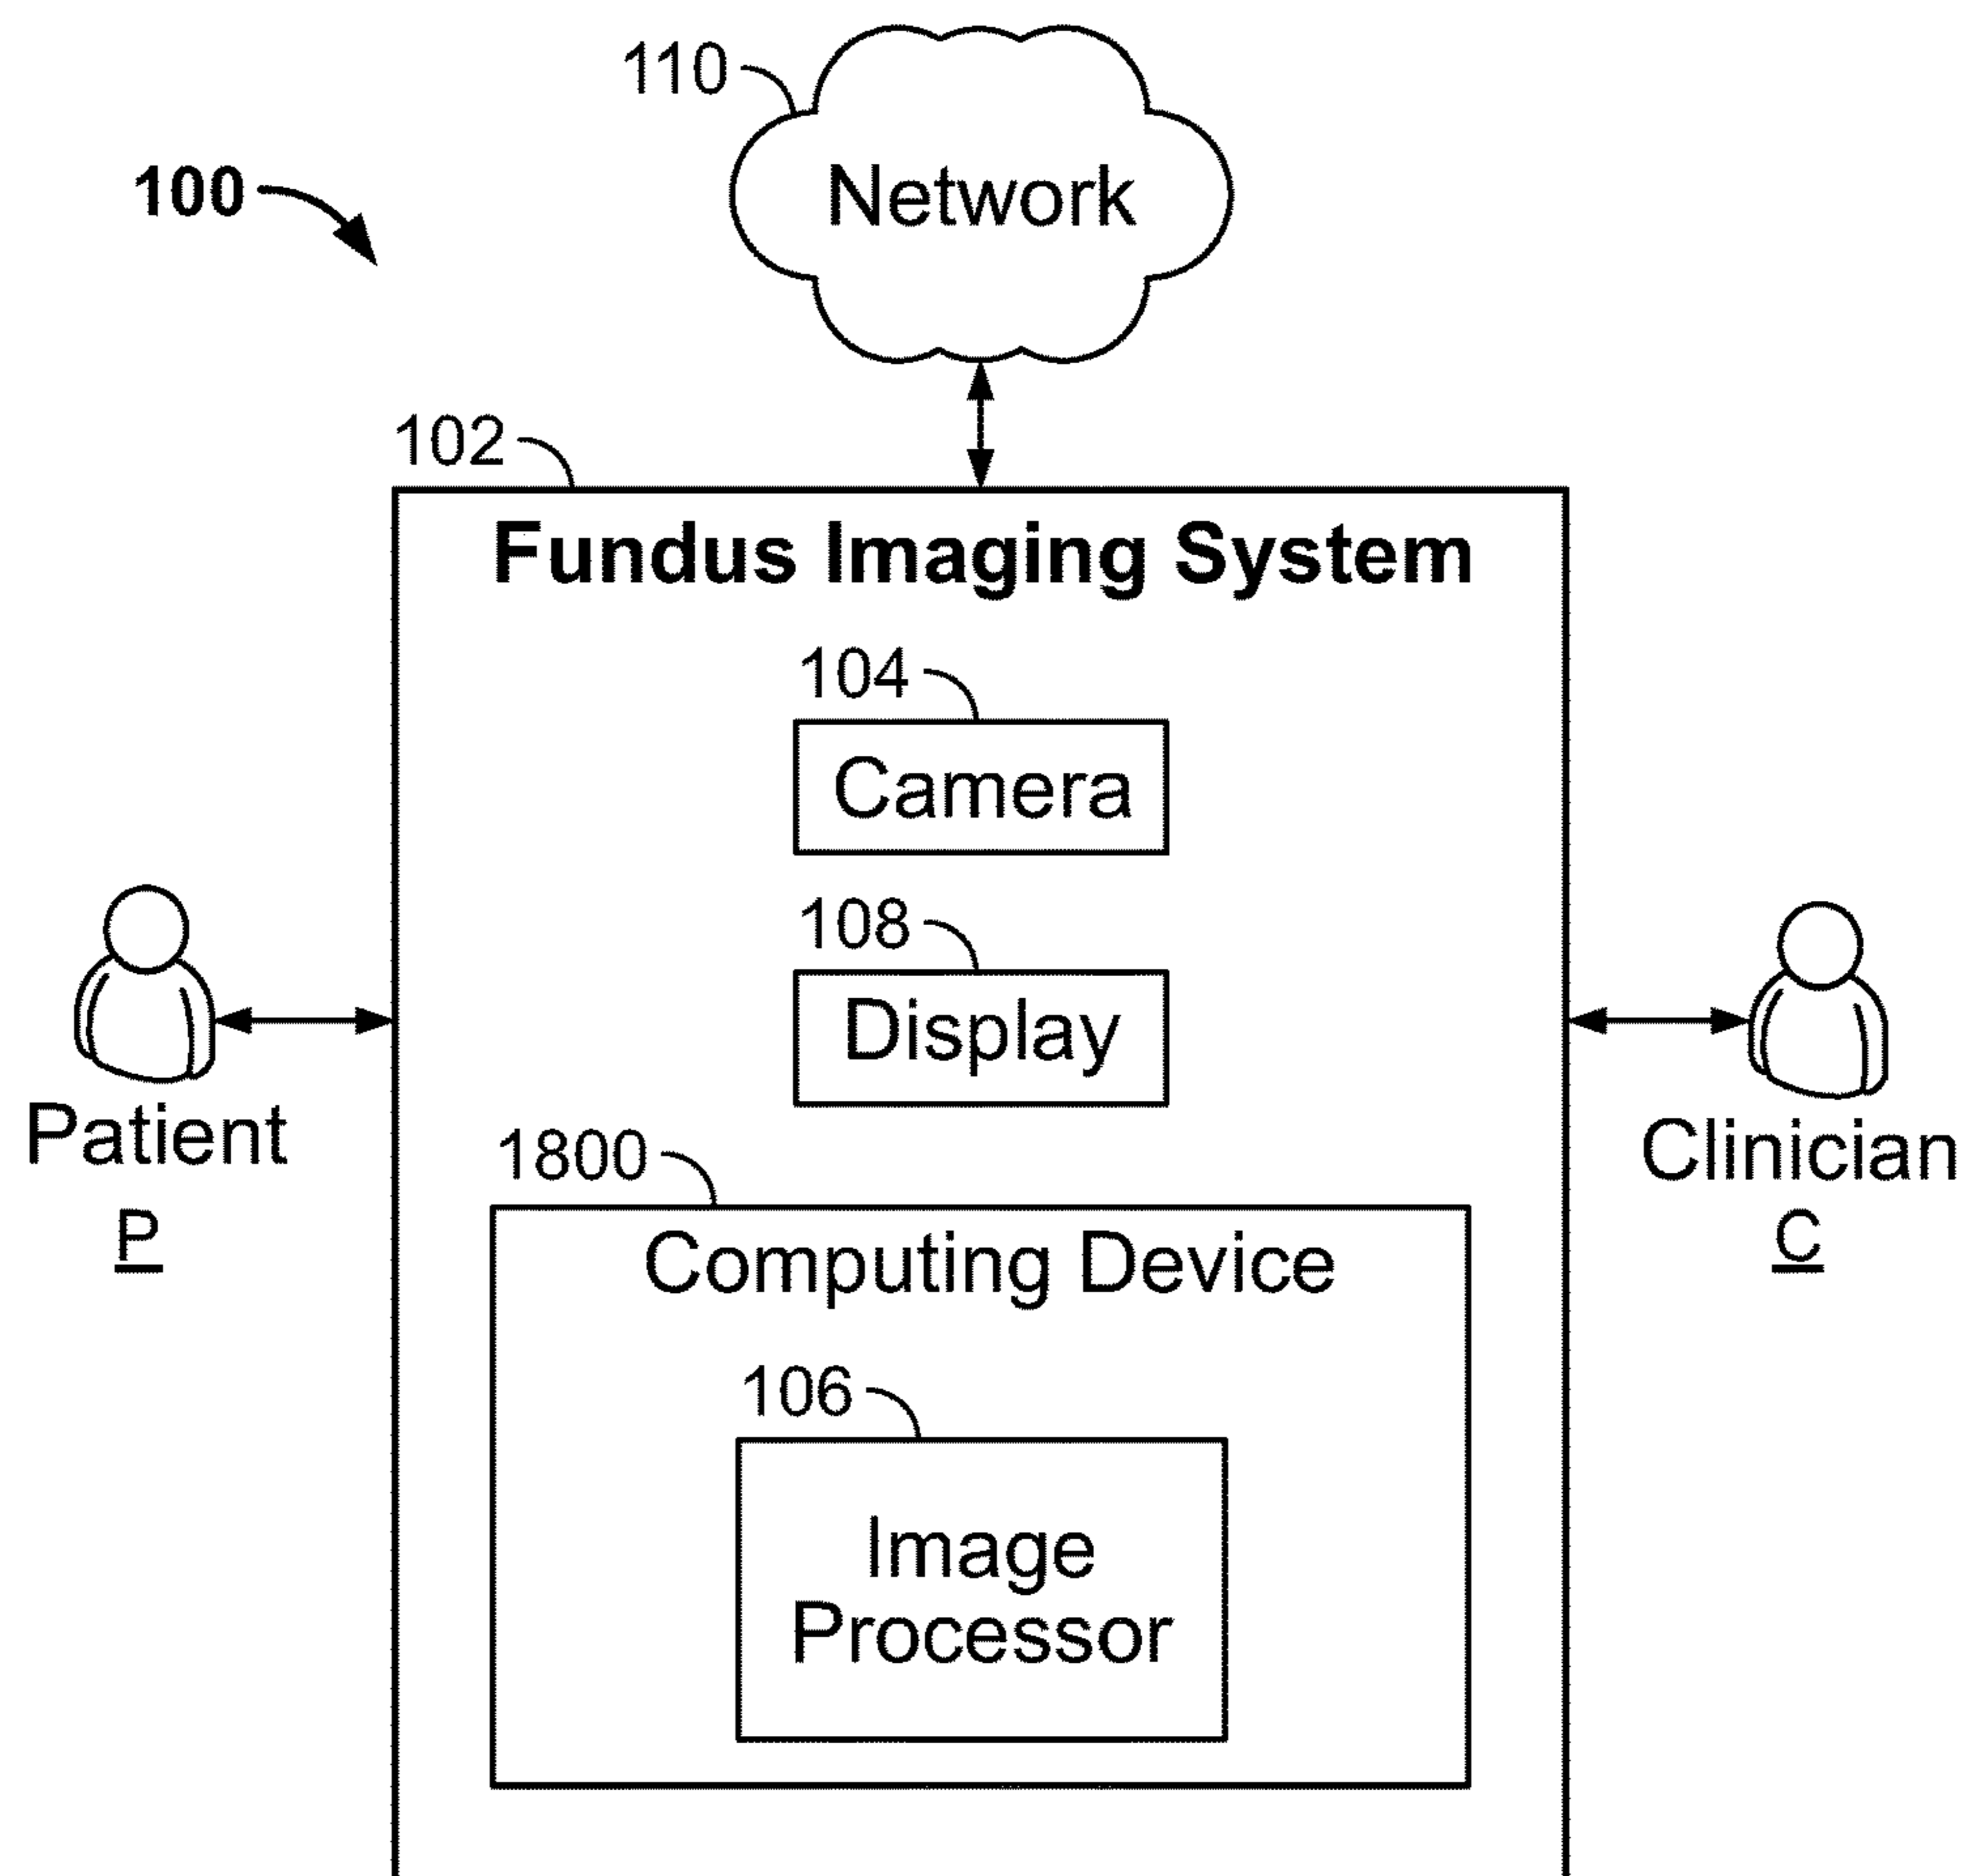 110
Network
100
102
Fundus Imaging System
104
Camera
108
Display
Patient
P
Clinician
C
1800
Computing Device
106
Image
Processor